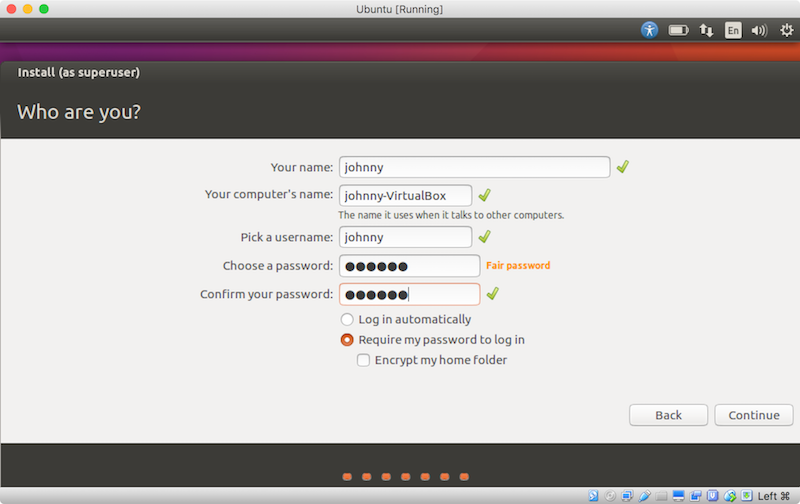 Ubuntu [Running]
En
Install (as superuser)
Who are you?
Your name: johnny
Your computer's name: johnny-VirtualBox
The name it uses when it talks to other computers.
Pick a username: johnny
Choose a password: ●●●●●● Fair password
Confirm your password: ●●●●●●
Log in automatically
Require my password to log in
Encrypt my home folder
Back Continue
Left ⌘